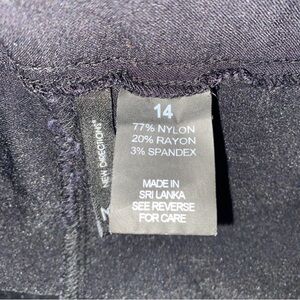 NEW DIRECTIONS®
14
77% NYLON
20% RAYON
3% SPANDEX
MADE IN
SRI LANKA
SEE REVERSE
FOR CARE